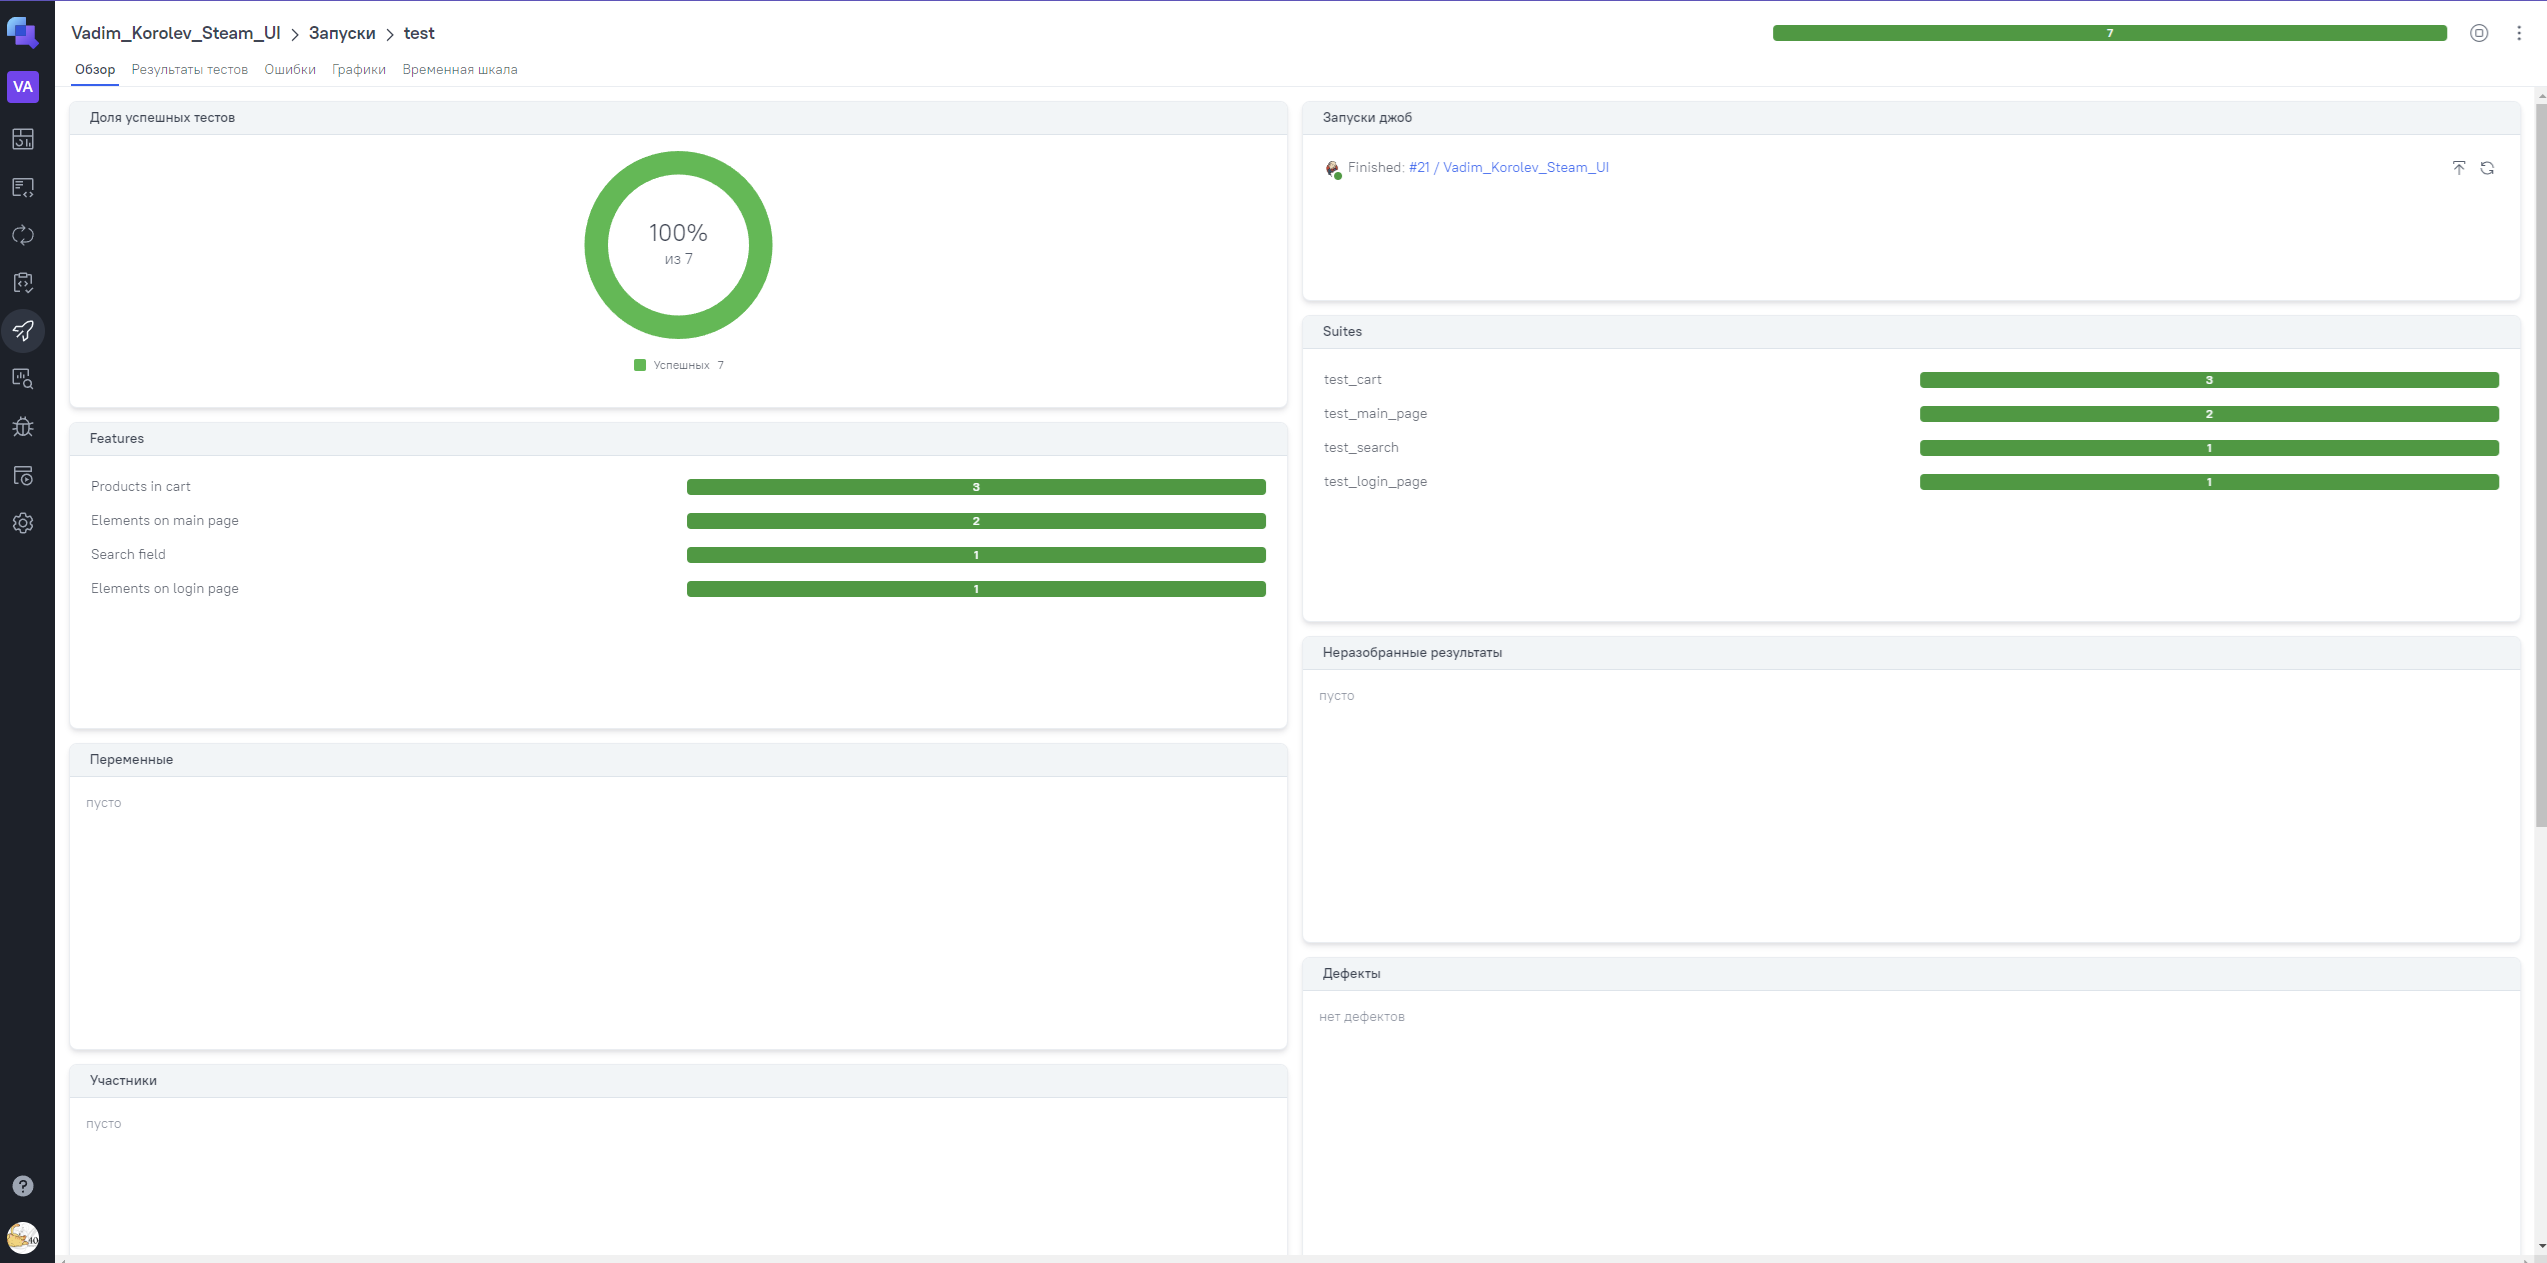 Vadim_Korolev_Steam_UI > Запуски > test
7
VA
Обзор Результаты тестов Ошибки Графики Временная шкала
Доля успешных тестов
100%
из 7
Успешных 7
Запуски джоб
Finished: #21 / Vadim_Korolev_Steam_UI
Suites
test_cart 3
test_main_page 2
test_search 1
test_login_page 1
Features
Products in cart 3
Elements on main page 2
Search field 1
Elements on login page 1
Неразобранные результаты
пусто
Переменные
пусто
Дефекты
нет дефектов
Участники
пусто
?